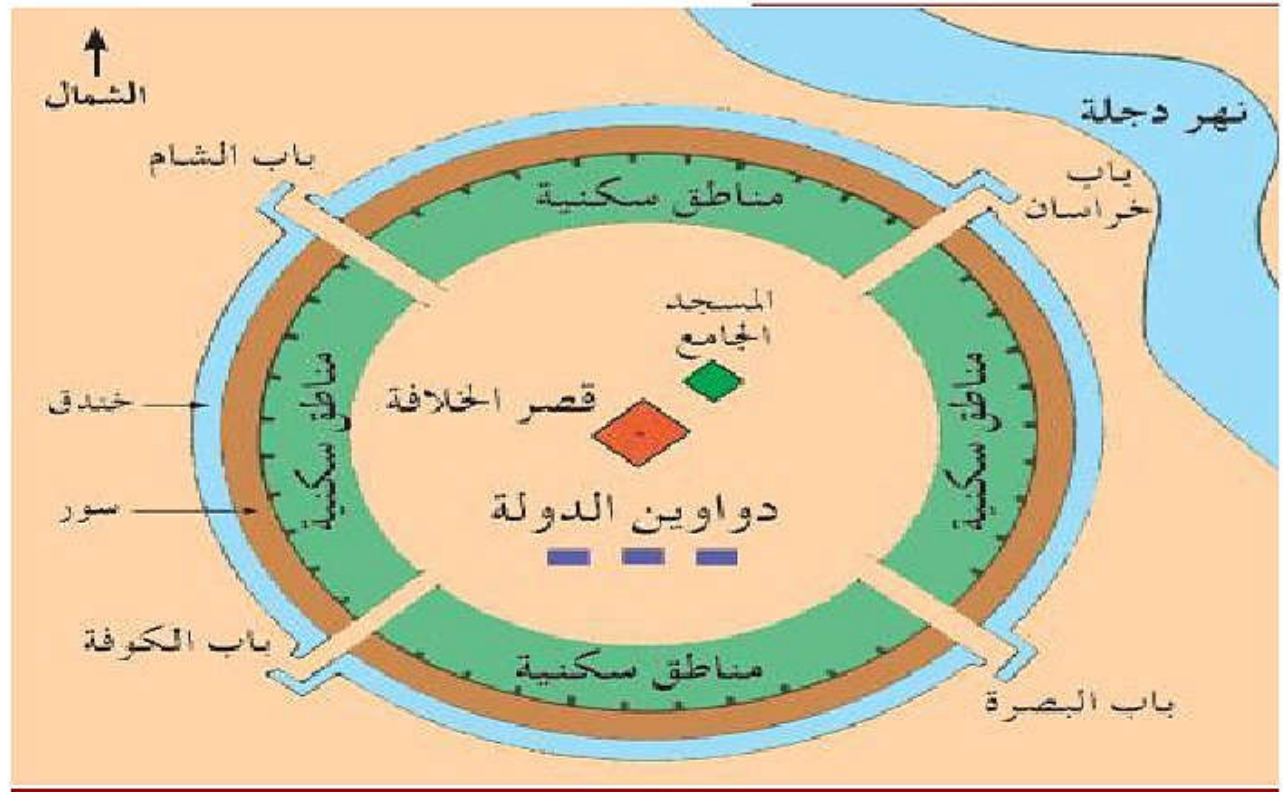 الشمال
نهر دجلة
باب الشام
باب
خراسان
مناطق سكنية
المسجد
الجامع
قصر الخلافة
خندق
مناطق سكنية
مناطق سكنية
دواوين الدولة
سور
باب الكوفة
مناطق سكنية
باب البصرة